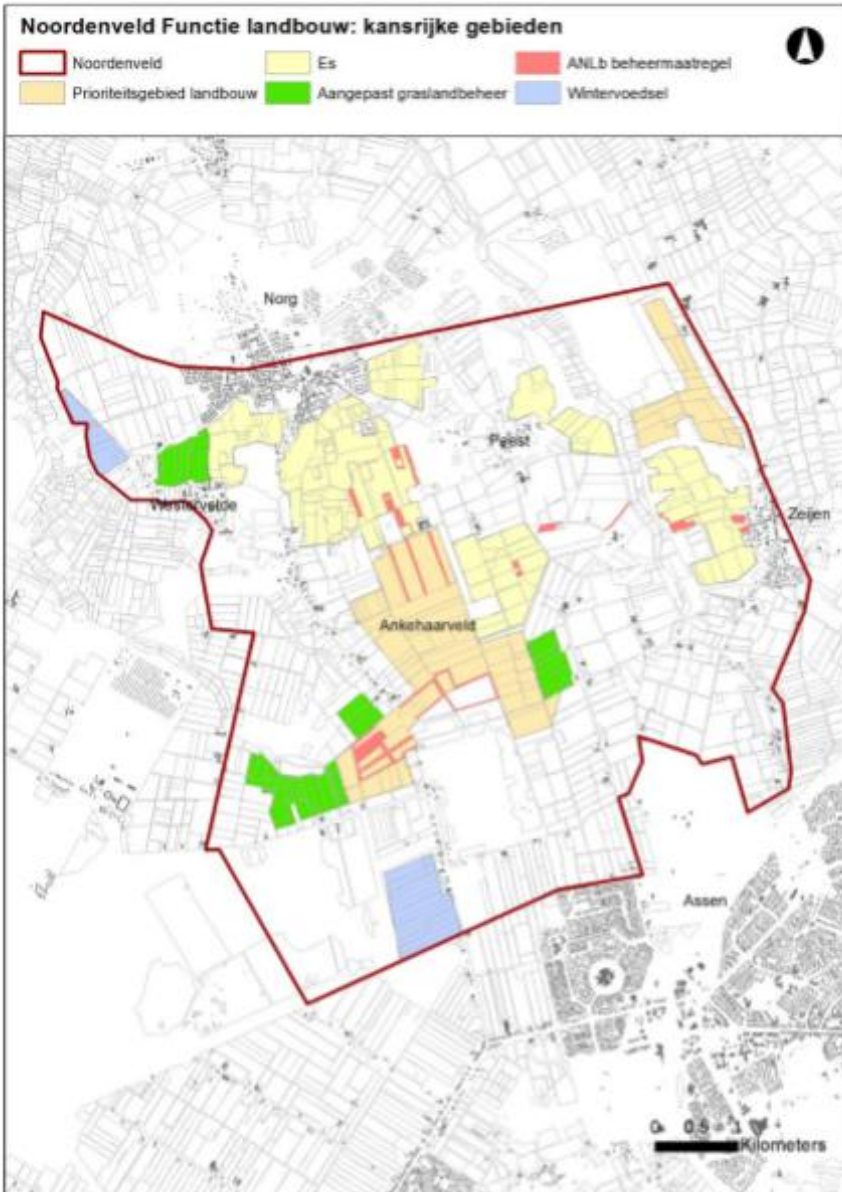 Noordenveld Functie landbouw: kansrijke gebieden
Noordenveld Es ANLb beheermaatregel
Prioriteitsgebied landbouw Aangepast graslandbeheer Wintervoedsel
Norg
Peest
Westervelde
Zeijen
Ankehaarveld
Assen
0 0.5 1
Kilometers